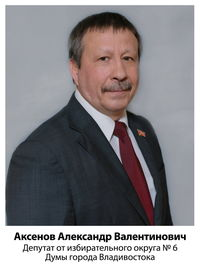 Аксенов Александр Валентинович
Депутат от избирательного округа № 6
Думы города Владивостока